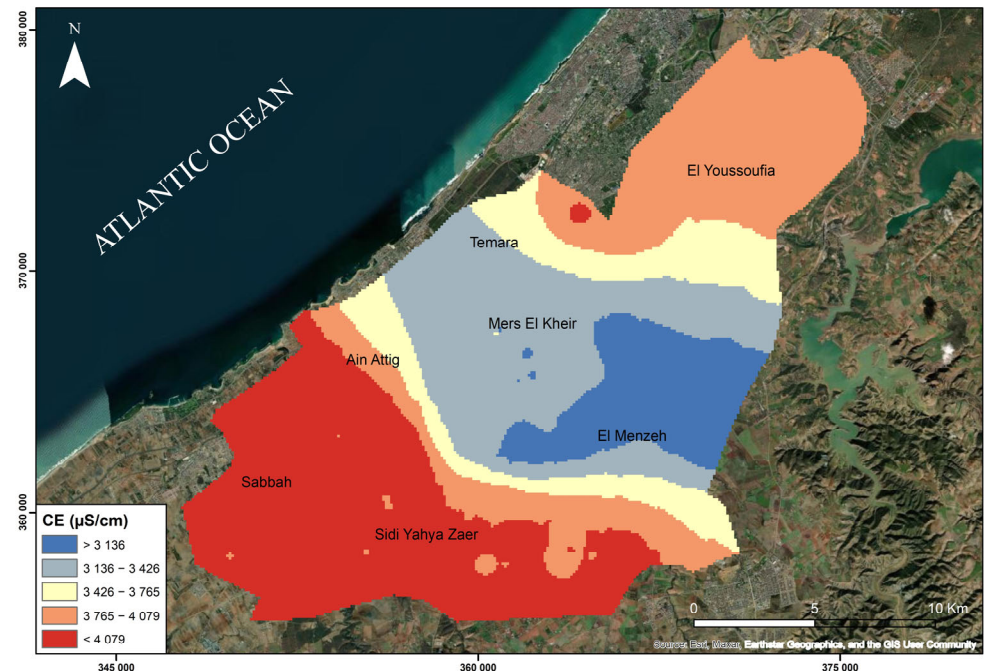 380 000
N
ATLANTIC OCEAN
El Youssoufia
Temara
370 000
Mers El Kheir
Ain Attig
El Menzeh
Sabbah
360 000
CE (µS/cm)
Sidi Yahya Zaer
> 3 136
3 136 – 3 426
3 426 – 3 765
3 765 – 4 079
< 4 079
0 5 10 Km
Source: Esri, Maxar, Earthstar Geographics, and the GIS User Community
345 000 360 000 375 000